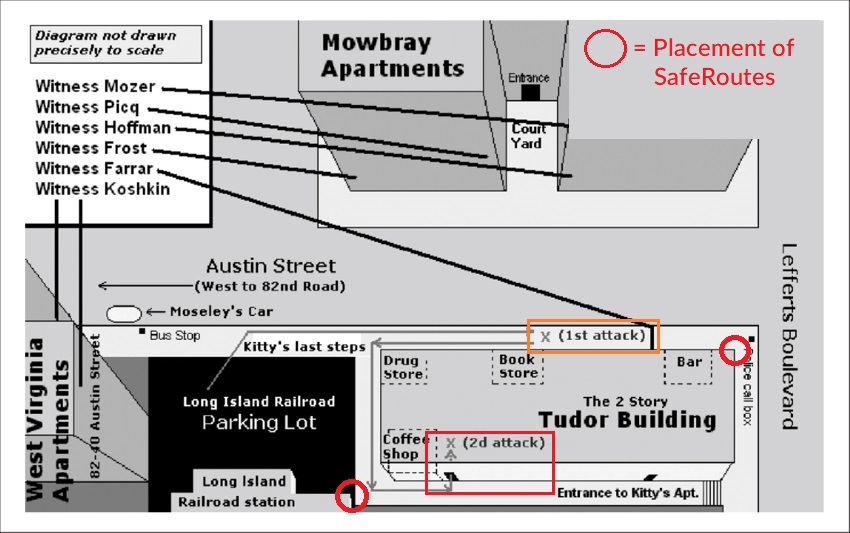 Diagram not drawn
precisely to scale
Witness Mozer
Witness Picq
Witness Hoffman
Witness Frost
Witness Farrar
Witness Koshkin
Mowbray
Apartments
Entrance
Court
Yard
= Placement of
SafeRoutes
Austin Street
(West to 82nd Road)
Moseley's Car
Bus Stop
Kitty's last steps
X (1st attack)
Lefferts Boulevard
Police call box
Drug
Store
Book
Store
Bar
The 2 Story
Tudor Building
Long Island Railroad
Parking Lot
West Virginia
Apartments
82-40 Austin Street
Coffee
Shop
X (2d attack)
Long Island
Railroad station
Entrance to Kitty's Apt.